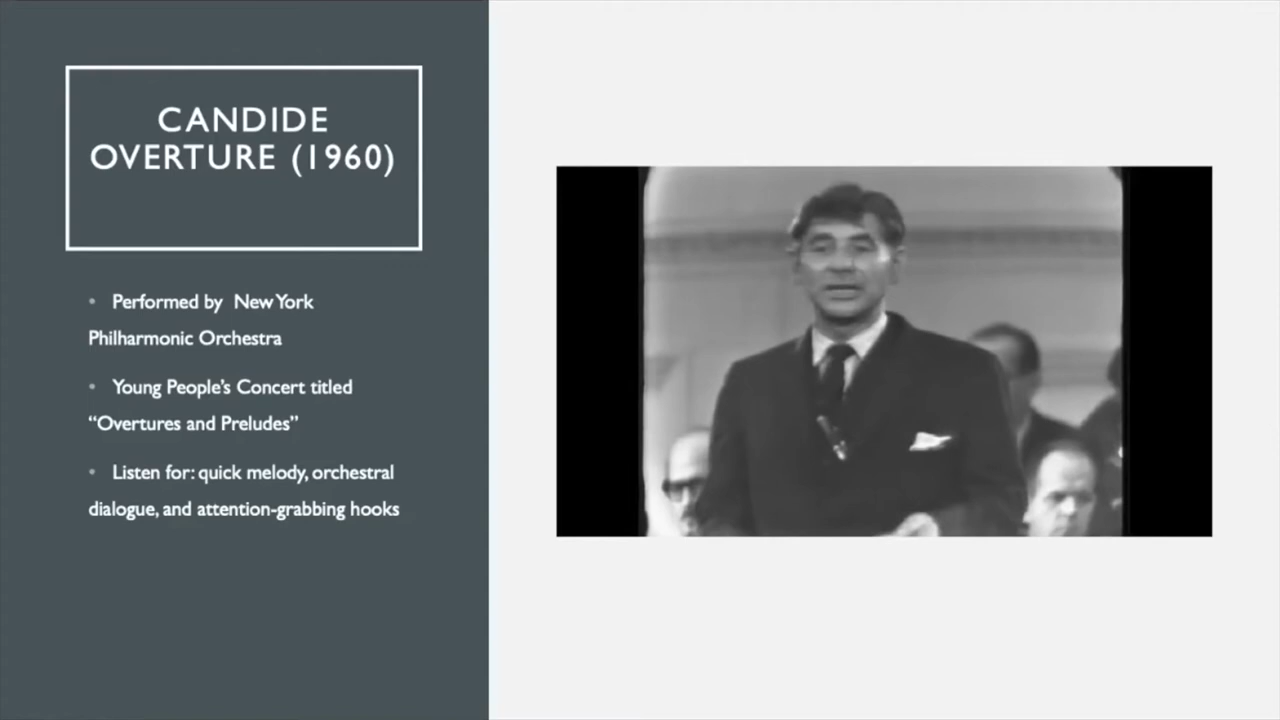 CANDIDE
OVERTURE (1960)
• Performed by New York
Philharmonic Orchestra
• Young People’s Concert titled
“Overtures and Preludes”
• Listen for: quick melody, orchestral
dialogue, and attention-grabbing hooks